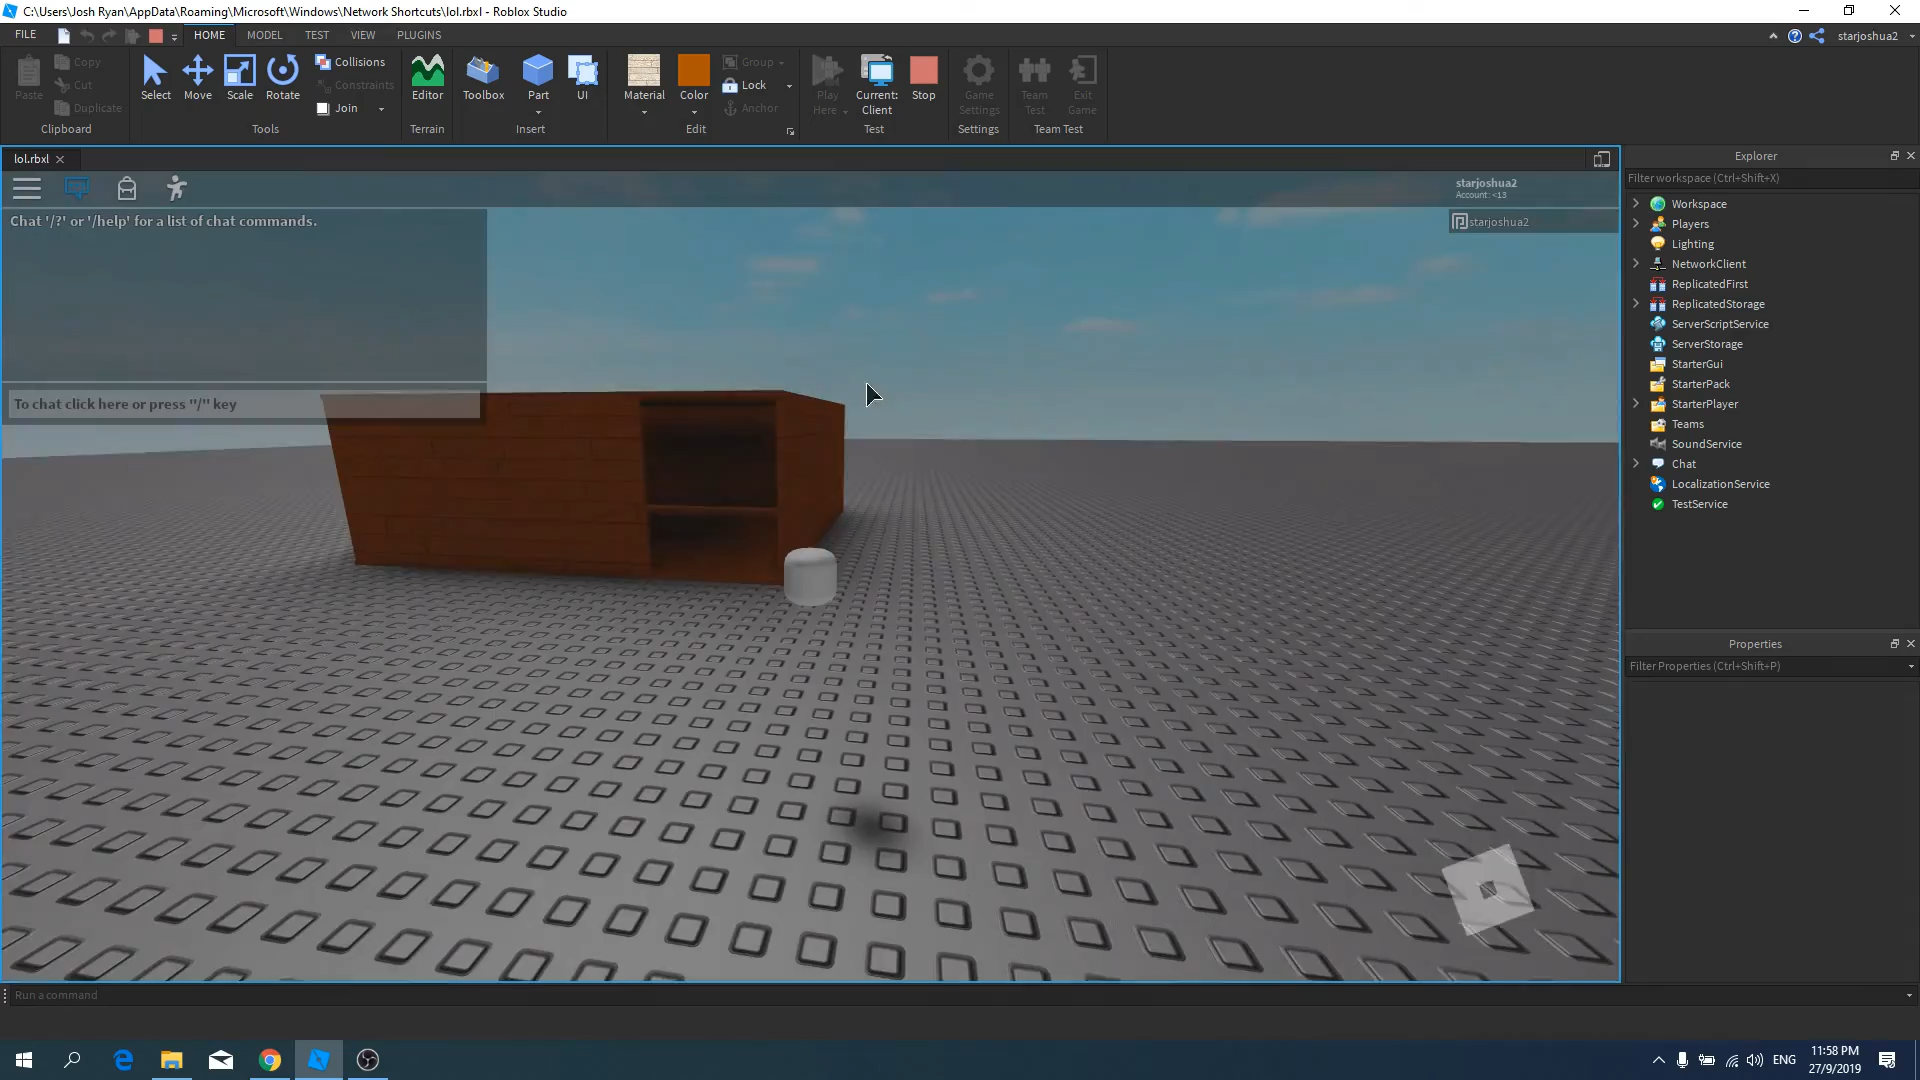 C:\Users\Josh Ryan\AppData\Roaming\Microsoft\Windows\Network Shortcuts\lol.rbxl - Roblox Studio
FILE HOME MODEL TEST VIEW PLUGINS starjoshua2
Paste Copy Cut Duplicate
Select Move Scale Rotate Collisions Constraints Join
Editor Toolbox Part UI
Material Color Group Lock Anchor
Play Here Current: Client Stop
Game Settings Team Test Exit Game
Clipboard Tools Terrain Insert Edit Test Settings Team Test
lol.rbxl
Chat '/?' or '/help' for a list of chat commands.
To chat click here or press "/" key
starjoshua2
Account: <13
starjoshua2
Explorer
Filter workspace (Ctrl+Shift+X)
Workspace
Players
Lighting
NetworkClient
ReplicatedFirst
ReplicatedStorage
ServerScriptService
ServerStorage
StarterGui
StarterPack
StarterPlayer
Teams
SoundService
Chat
LocalizationService
TestService
Properties
Filter Properties (Ctrl+Shift+P)
Run a command
ENG
11:58 PM
27/9/2019